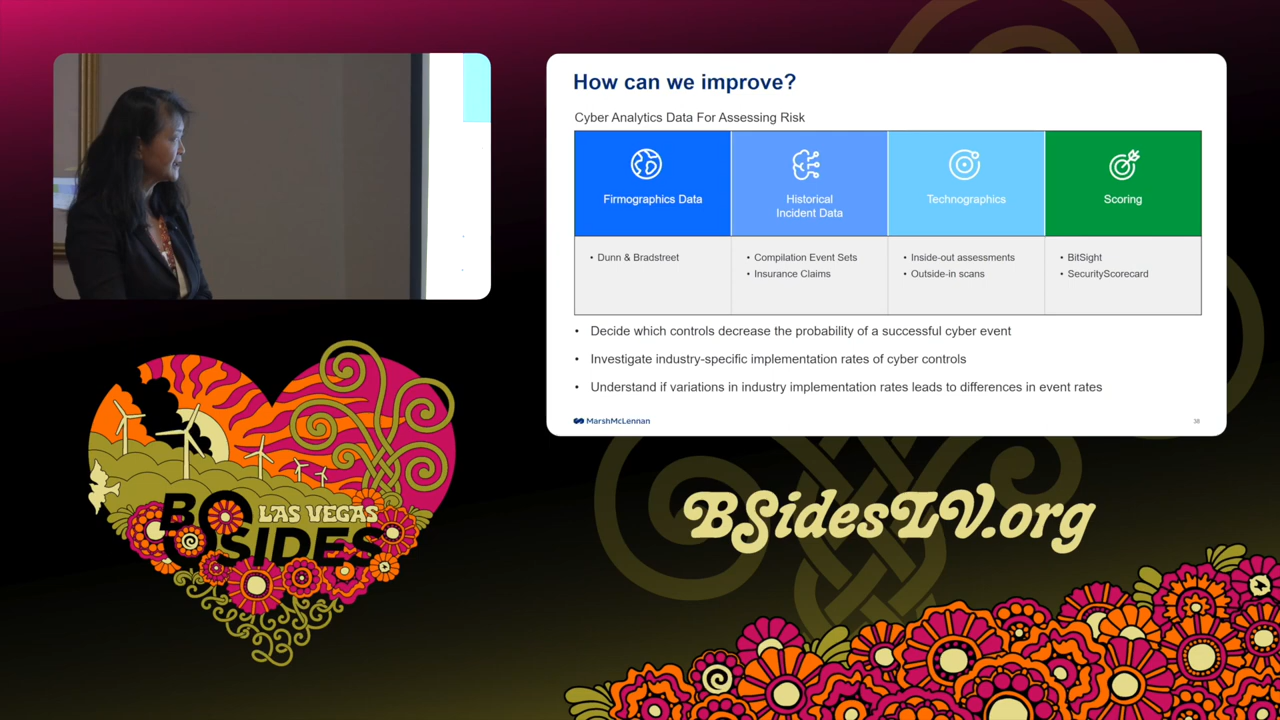 How can we improve?
Cyber Analytics Data For Assessing Risk
Firmographics Data
Historical
Incident Data
Technographics
Scoring
• Dunn & Bradstreet
• Compilation Event Sets
• Insurance Claims
• Inside-out assessments
• Outside-in scans
• BitSight
• SecurityScorecard
• Decide which controls decrease the probability of a successful cyber event
• Investigate industry-specific implementation rates of cyber controls
• Understand if variations in industry implementation rates leads to differences in event rates
MarshMcLennan
38
BSIDES
LAS VEGAS
BSidesLV.org